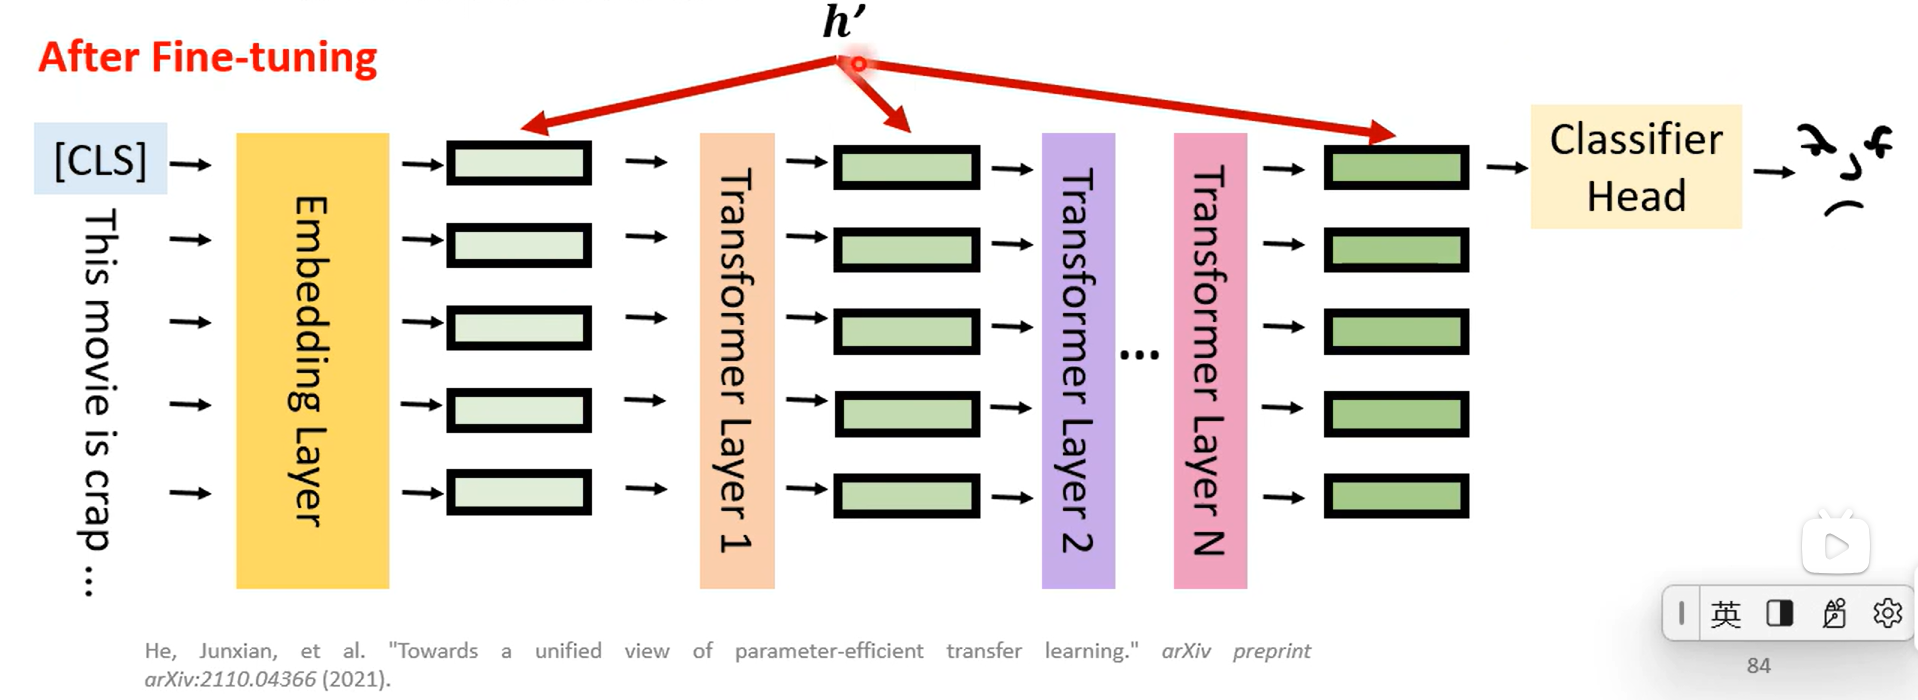 h′
After Fine-tuning
[CLS]
This movie is crap ...
Embedding Layer
Transformer Layer 1
Transformer Layer 2
...
Transformer Layer N
Classifier
Head
英
He, Junxian, et al. "Towards a unified view of parameter-efficient transfer learning." arXiv preprint
arXiv:2110.04366 (2021).
84